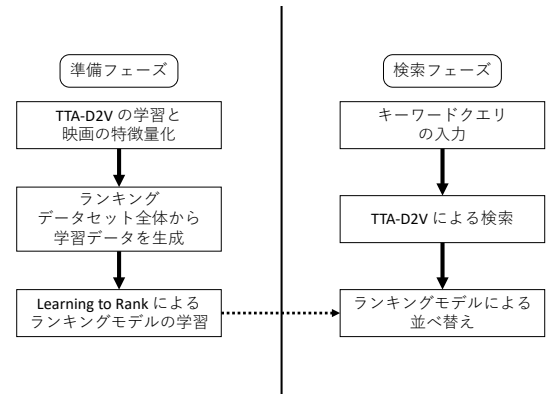 準備フェーズ
TTA-D2V の学習と
映画の特徴量化
ランキング
データセット全体から
学習データを生成
Learning to Rank による
ランキングモデルの学習
検索フェーズ
キーワードクエリ
の入力
TTA-D2V による検索
ランキングモデルによる
並べ替え